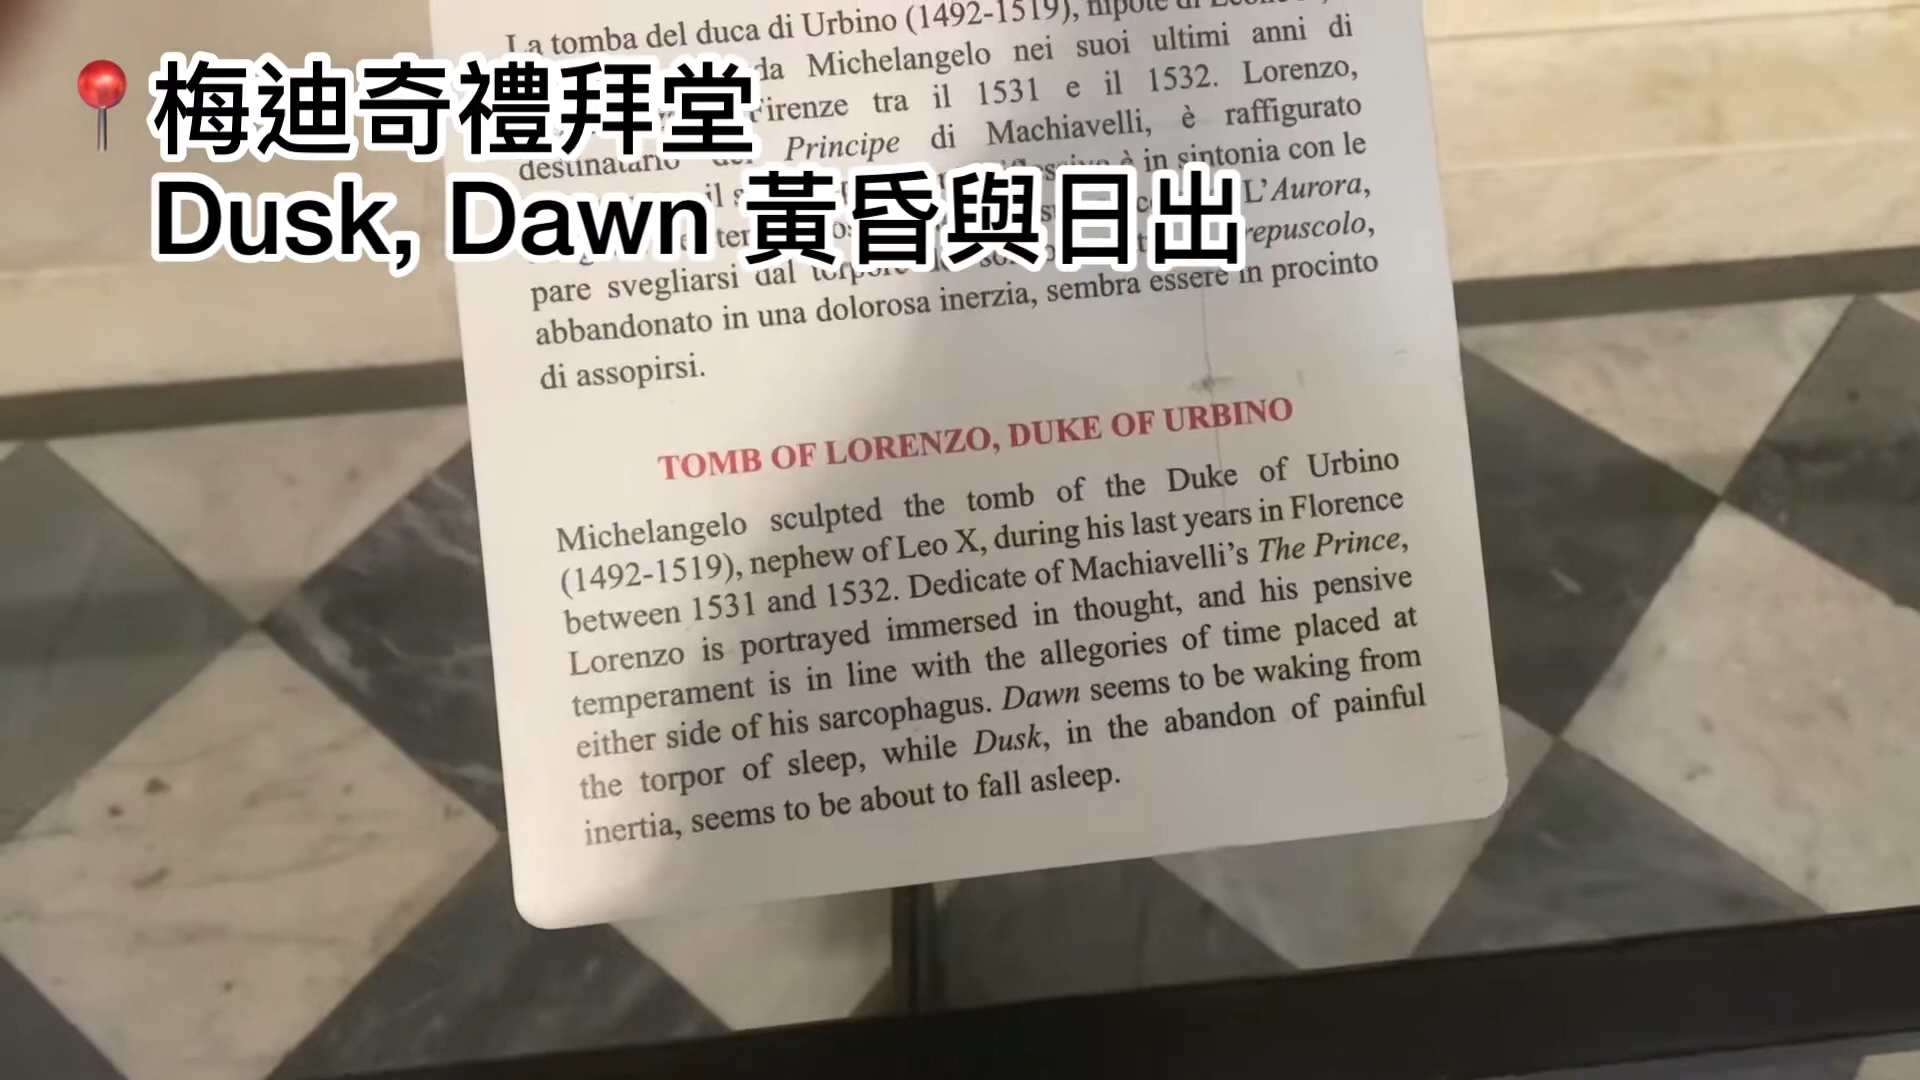 梅迪奇禮拜堂
Dusk, Dawn 黃昏與日出
La tomba del duca di Urbino (1492-1519), nipote di
da Michelangelo nei suoi ultimi anni di
Firenze tra il 1531 e il 1532. Lorenzo,
destinatario del Principe di Machiavelli, è raffigurato
il è in sintonia con le
L'Aurora,
pare svegliarsi dal torpore
abbandonato in una dolorosa inerzia, sembra essere in procinto
di assopirsi.
TOMB OF LORENZO, DUKE OF URBINO
Michelangelo sculpted the tomb of the Duke of Urbino
(1492-1519), nephew of Leo X, during his last years in Florence
between 1531 and 1532. Dedicate of Machiavelli's The Prince,
Lorenzo is portrayed immersed in thought, and his pensive
temperament is in line with the allegories of time placed at
either side of his sarcophagus. Dawn seems to be waking from
the torpor of sleep, while Dusk, in the abandon of painful
inertia, seems to be about to fall asleep.